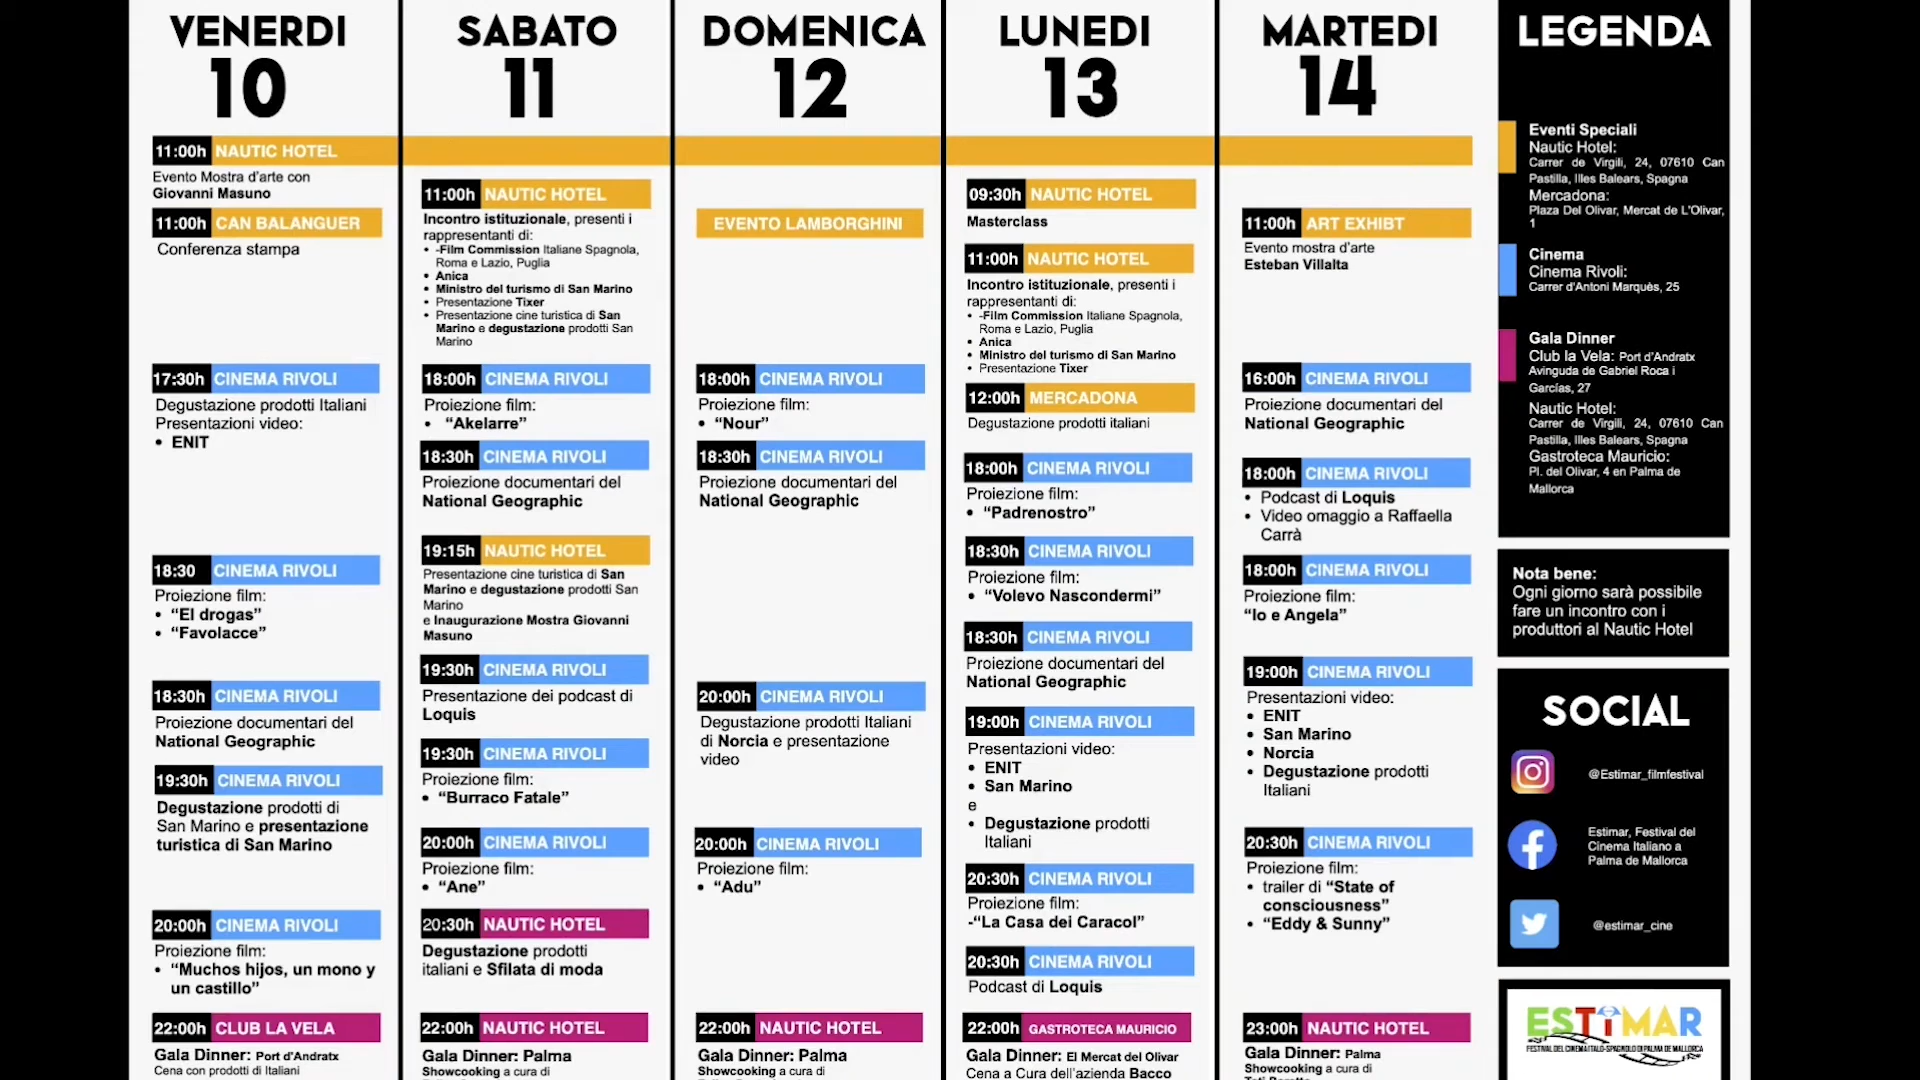 VENERDI
10
11:00h NAUTIC HOTEL
Evento Mostra d'arte con
Giovanni Masuno
11:00h CAN BALANGUER
Conferenza stampa
17:30h CINEMA RIVOLI
Degustazione prodotti Italiani
Presentazioni video:
• ENIT
18:30 CINEMA RIVOLI
Proiezione film:
• “El drogas”
• “Favolacce”
18:30h CINEMA RIVOLI
Proiezione documentari del
National Geographic
19:30h CINEMA RIVOLI
Degustazione prodotti di
San Marino e presentazione
turistica di San Marino
20:00h CINEMA RIVOLI
Proiezione film:
• “Muchos hijos, un mono y
un castillo”
22:00h CLUB LA VELA
Gala Dinner: Port d'Andratx
Cena con prodotti di Italiani
SABATO
11
11:00h NAUTIC HOTEL
Incontro istituzionale, presenti i
rappresentanti di:
• -Film Commission Italiane Spagnola,
Roma e Lazio, Puglia
• Anica
• Ministro del turismo di San Marino
• Presentazione Tixer
• Presentazione cine turistica di San
Marino e degustazione prodotti San
Marino
18:00h CINEMA RIVOLI
Proiezione film:
• “Akelarre”
18:30h CINEMA RIVOLI
Proiezione documentari del
National Geographic
19:15h NAUTIC HOTEL
Presentazione cine turistica di San
Marino e degustazione prodotti San
Marino
e Inaugurazione Mostra Giovanni
Masuno
19:30h CINEMA RIVOLI
Presentazione dei podcast di
Loquis
19:30h CINEMA RIVOLI
Proiezione film:
• “Burraco Fatale”
20:00h CINEMA RIVOLI
Proiezione film:
• “Ane”
20:30h NAUTIC HOTEL
Degustazione prodotti
italiani e Sfilata di moda
22:00h NAUTIC HOTEL
Gala Dinner: Palma
Showcooking a cura di
DOMENICA
12
EVENTO LAMBORGHINI
18:00h CINEMA RIVOLI
Proiezione film:
• “Nour”
18:30h CINEMA RIVOLI
Proiezione documentari del
National Geographic
20:00h CINEMA RIVOLI
Degustazione prodotti Italiani
di Norcia e presentazione
video
20:00h CINEMA RIVOLI
Proiezione film:
• “Adu”
22:00h NAUTIC HOTEL
Gala Dinner: Palma
Showcooking a cura di
LUNEDI
13
09:30h NAUTIC HOTEL
Masterclass
11:00h NAUTIC HOTEL
Incontro istituzionale, presenti i
rappresentanti di:
• -Film Commission Italiane Spagnola,
Roma e Lazio, Puglia
• Anica
• Ministro del turismo di San Marino
• Presentazione Tixer
12:00h MERCADONA
Degustazione prodotti italiani
18:00h CINEMA RIVOLI
Proiezione film:
• “Padrenostro”
18:30h CINEMA RIVOLI
Proiezione film:
• “Volevo Nascondermi”
18:30h CINEMA RIVOLI
Proiezione documentari del
National Geographic
19:00h CINEMA RIVOLI
Presentazioni video:
• ENIT
• San Marino
e
• Degustazione prodotti
Italiani
20:30h CINEMA RIVOLI
Proiezione film:
-“La Casa dei Caracol”
20:30h CINEMA RIVOLI
Podcast di Loquis
22:00h GASTROTECA MAURICIO
Gala Dinner: El Mercat del Olivar
Cena a Cura dell'azienda Bacco
MARTEDI
14
11:00h ART EXHIBT
Evento mostra d'arte
Esteban Villalta
16:00h CINEMA RIVOLI
Proiezione documentari del
National Geographic
18:00h CINEMA RIVOLI
• Podcast di Loquis
• Video omaggio a Raffaella
Carrà
18:00h CINEMA RIVOLI
Proiezione film:
“Io e Angela”
19:00h CINEMA RIVOLI
Presentazioni video:
• ENIT
• San Marino
• Norcia
• Degustazione prodotti
Italiani
20:30h CINEMA RIVOLI
Proiezione film:
• trailer di “State of
consciousness”
• “Eddy & Sunny”
23:00h NAUTIC HOTEL
Gala Dinner: Palma
Showcooking a cura di
LEGENDA
Eventi Speciali
Nautic Hotel:
Carrer de Virgili, 24, 07610 Can
Pastilla, Illes Balears, Spagna
Mercadona:
Plaza Del Olivar, Mercat de L'Olivar,
1
Cinema
Cinema Rivoli:
Carrer d'Antoni Marquès, 25
Gala Dinner
Club la Vela: Port d'Andratx
Avinguda de Gabriel Roca i
Garcías, 27
Nautic Hotel:
Carrer de Virgili, 24, 07610 Can
Pastilla, Illes Balears, Spagna
Gastroteca Mauricio:
Pl. del Olivar, 4 en Palma de
Mallorca
Nota bene:
Ogni giorno sarà possibile
fare un incontro con i
produttori al Nautic Hotel
SOCIAL
@Estimar_filmfestival
Estimar, Festival del
Cinema Italiano a
Palma de Mallorca
@estimar_cine
ESTIMAR
FESTIVAL DEL CINEMA ITALO-SPAGNOLO DI PALMA DE MALLORCA